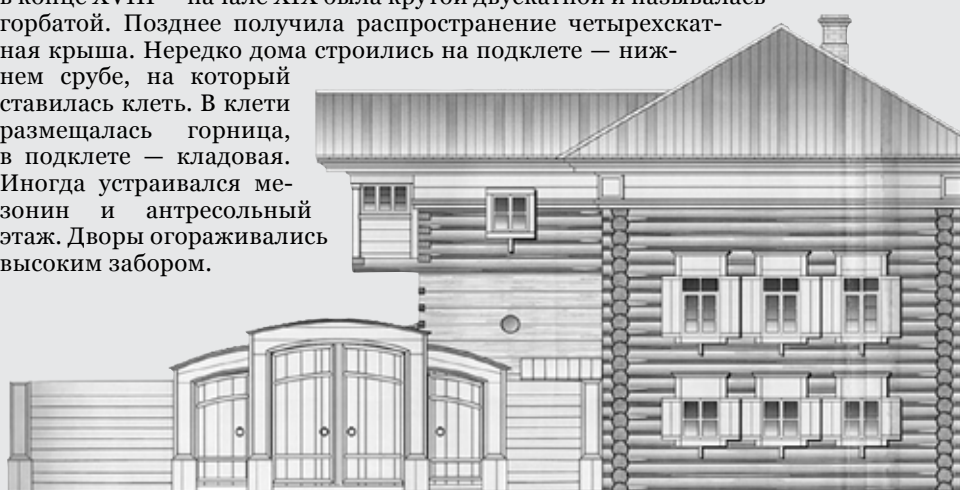 в конце XVIII — начале XIX была крутой двускатной и называлась
горбатой. Позднее получила распространение четырехскат-
ная крыша. Нередко дома строились на подклете — ниж-
нем срубе, на который
ставилась клеть. В клети
размещалась горница,
в подклете — кладовая.
Иногда устраивался ме-
зонин и антресольный
этаж. Дворы огораживались
высоким забором.